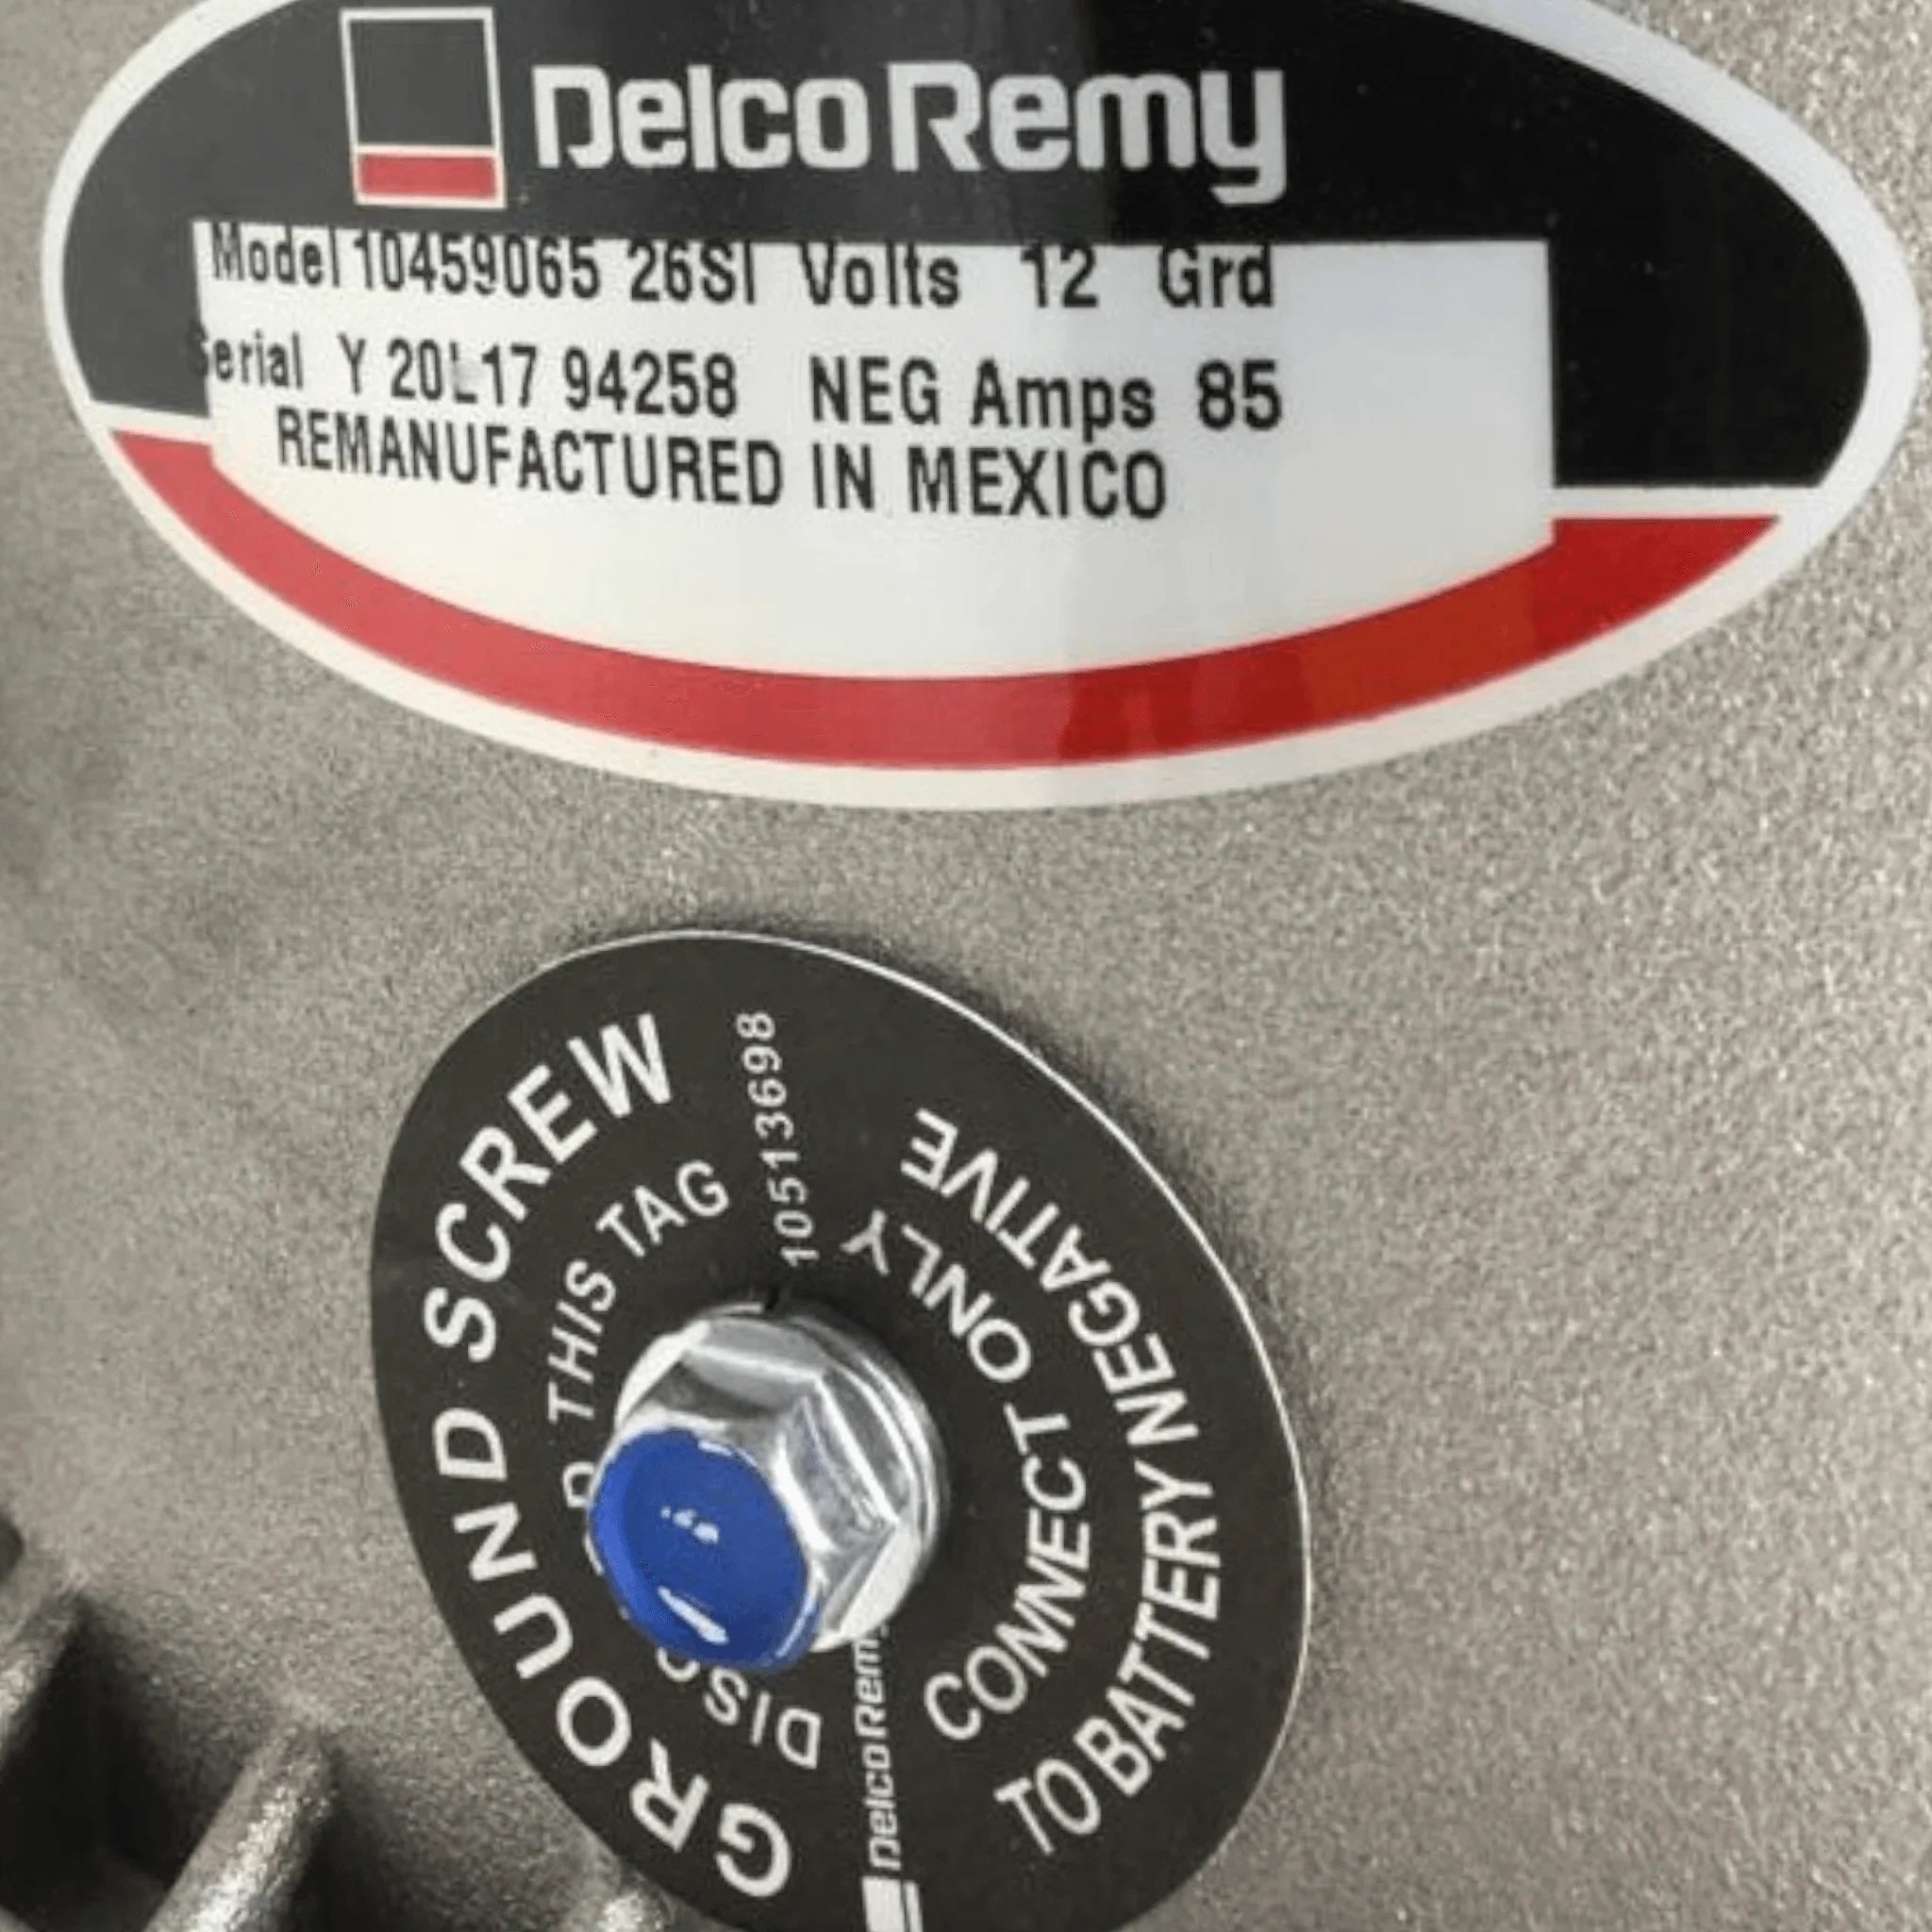 Delco Remy
Model 10459065 26SI Volts 12 Grd
Serial Y 20L17 94258 NEG Amps 85
REMANUFACTURED IN MEXICO
GROUND SCREW
THIS TAG
10513698
CONNECT ONLY
TO BATTERY NEGATIVE
Delco Remy